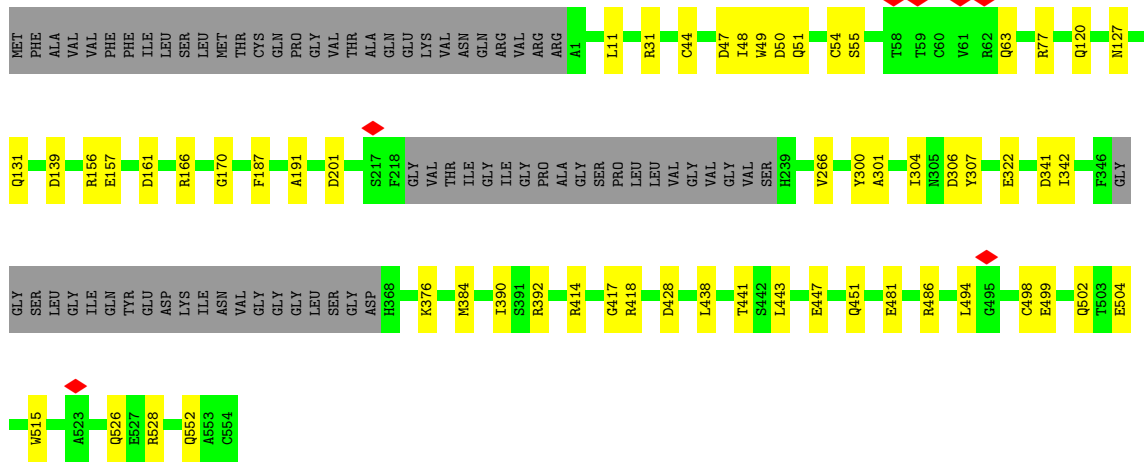 MET PHE ALA VAL VAL PHE PHE ILE LEU SER LEU MET THR CYS GLN PRO GLY VAL THR ALA GLN GLU LYS VAL ASN GLN ARG VAL ARG ARG A1 L11 R31 C44 D47 I48 W49 D50 Q51 C54 S55 T58 T59 C60 V61 R62 Q63 R77 Q120 N127
Q131 D139 R156 E157 D161 R166 G170 F187 A191 D201 S217 F218 GLY VAL THR ILE GLY ILE GLY PRO ALA GLY SER PRO LEU LEU VAL GLY VAL GLY VAL SER H239 V266 Y300 A301 I304 N305 D306 Y307 E322 D341 I342 F346 GLY
GLY SER LEU GLY ILE GLN TYR GLU ASP LYS ILE ASN VAL GLY GLY GLY LEU SER GLY ASP H368 K376 M384 I390 S391 R392 R414 G417 R418 D428 L438 T441 S442 L443 E447 Q451 E481 R486 L494 G495 C498 E499 Q502 T503 E504
W515 A523 Q526 E527 R528 Q552 A553 C554